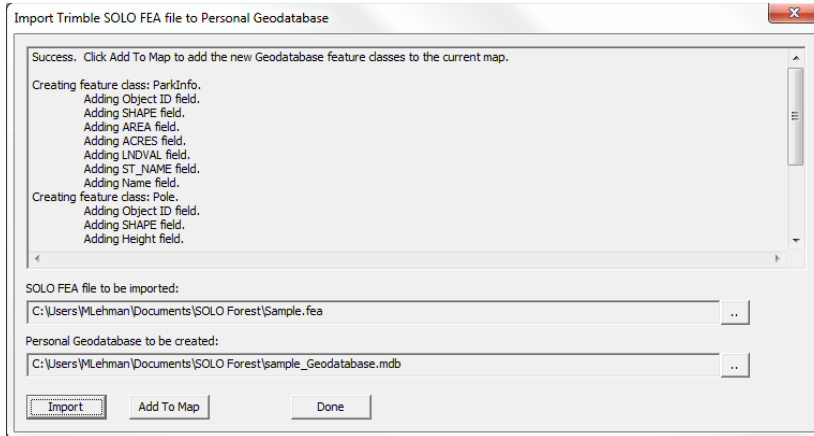 Import Trimble SOLO FEA file to Personal Geodatabase
Success. Click Add To Map to add the new Geodatabase feature classes to the current map.
Creating feature class: ParkInfo.
Adding Object ID field.
Adding SHAPE field.
Adding AREA field.
Adding ACRES field.
Adding LNDVAL field.
Adding ST_NAME field.
Adding Name field.
Creating feature class: Pole.
Adding Object ID field.
Adding SHAPE field.
Adding Height field.
SOLO FEA file to be imported:
C:\Users\MLehman\Documents\SOLO Forest\Sample.fea
..
Personal Geodatabase to be created:
C:\Users\MLehman\Documents\SOLO Forest\sample_Geodatabase.mdb
..
Import Add To Map Done